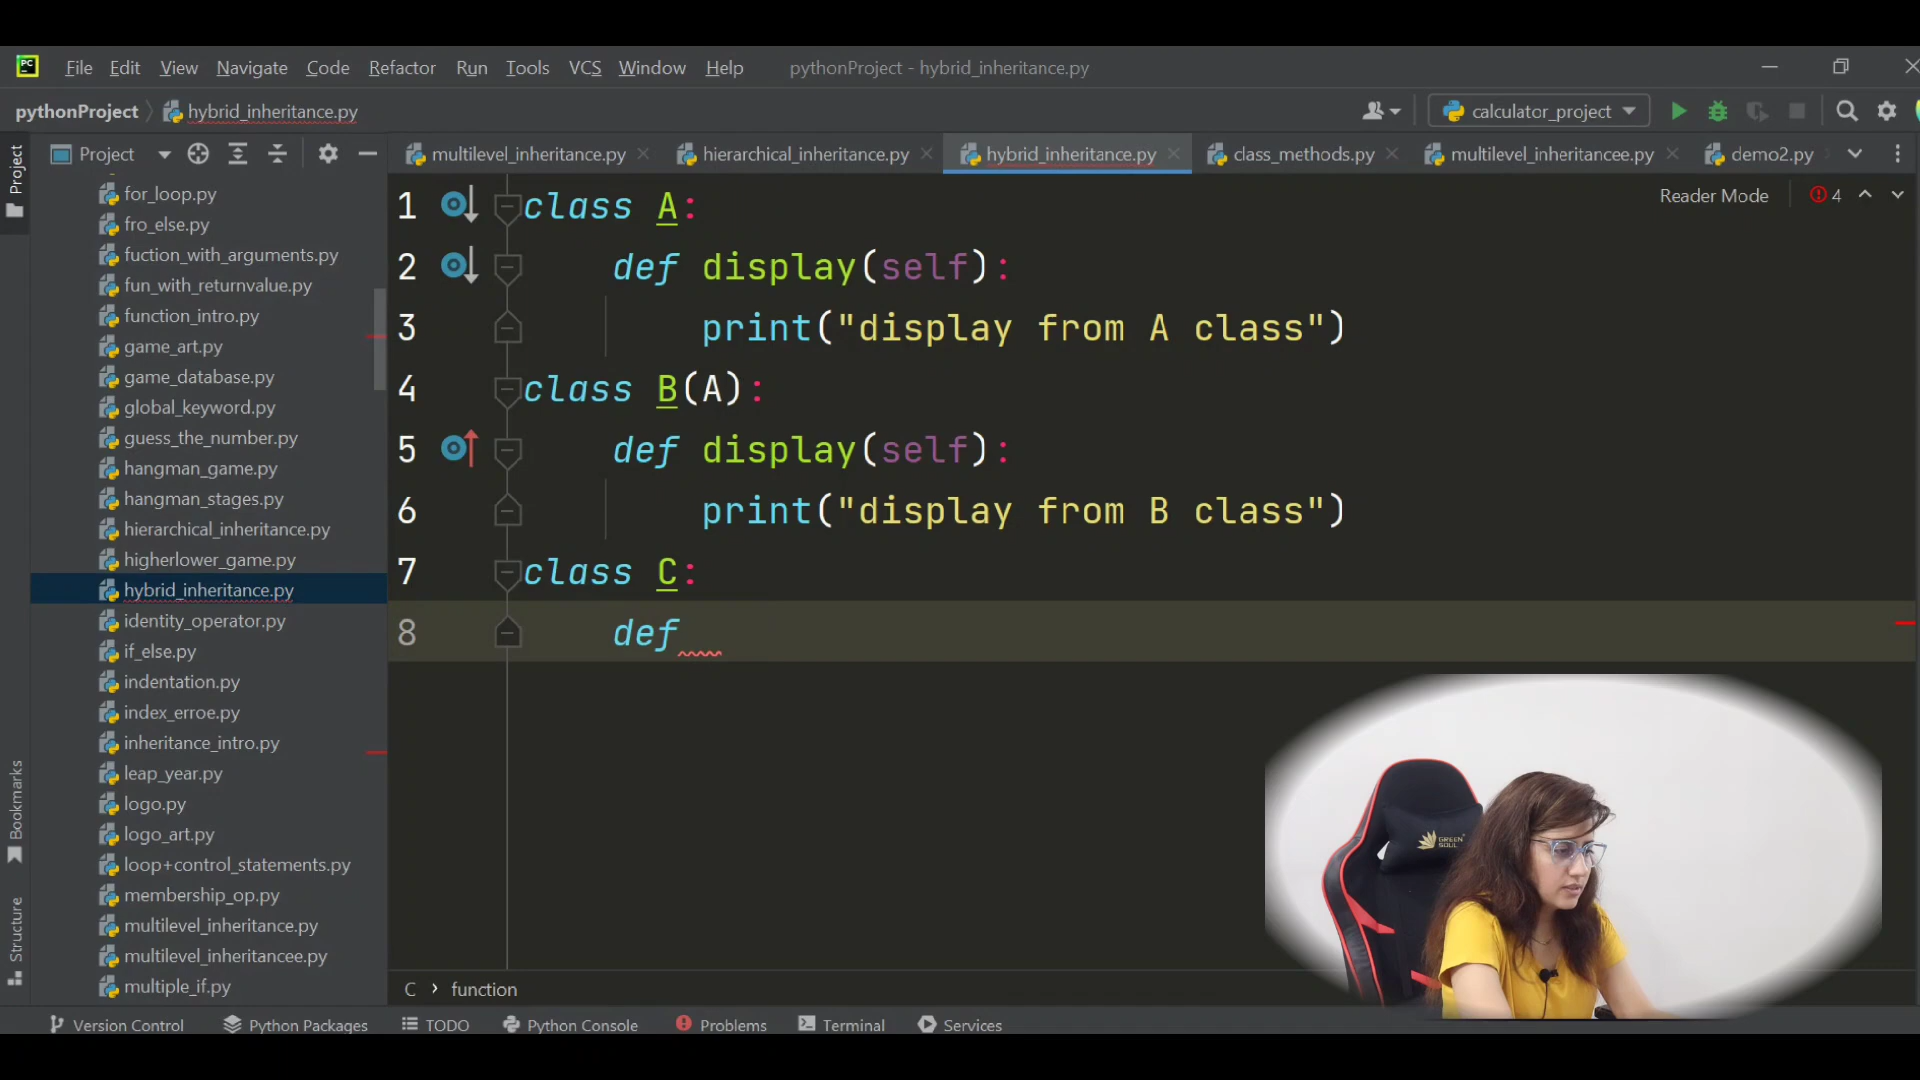 PC File Edit View Navigate Code Refactor Run Tools VCS Window Help pythonProject - hybrid_inheritance.py
pythonProject hybrid_inheritance.py calculator_project
Project multilevel_inheritance.py hierarchical_inheritance.py hybrid_inheritance.py class_methods.py multilevel_inheritancee.py demo2.py
Project
Reader Mode 4
for_loop.py
fro_else.py
fuction_with_arguments.py
fun_with_returnvalue.py
function_intro.py
game_art.py
game_database.py
global_keyword.py
guess_the_number.py
hangman_game.py
hangman_stages.py
hierarchical_inheritance.py
higherlower_game.py
hybrid_inheritance.py
identity_operator.py
if_else.py
indentation.py
index_erroe.py
inheritance_intro.py
leap_year.py
logo.py
logo_art.py
loop+control_statements.py
membership_op.py
multilevel_inheritance.py
multilevel_inheritancee.py
multiple_if.py
1 class A:
2 def display(self):
3 print("display from A class")
4 class B(A):
5 def display(self):
6 print("display from B class")
7 class C:
8 def
GREEN
SOUL
Bookmarks
Structure
C › function
Version Control Python Packages TODO Python Console Problems Terminal Services